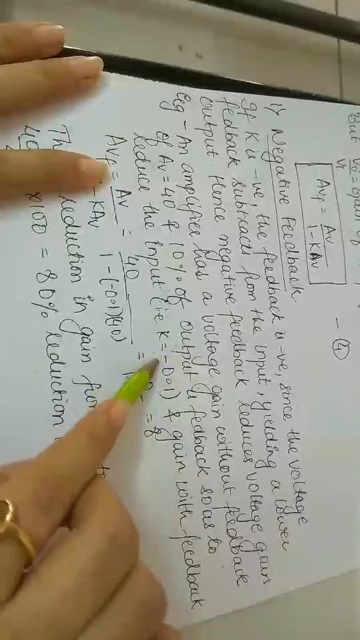 But
Avf = Av / 1-KAv — ④
1) Negative Feedback
If K is -ve, the feedback is -ve, since the voltage
feedback subtracts from the input, yielding a lower
output. Hence negative feedback reduces voltage gain
Eg - An amplifier has a voltage gain without feedback
of Av = 40 & 10% of output is fedback so as to
reduce the input (ie K = -0.1) & gain with feedback
Avf = Av / -KAv = 40 / 1-(-0.1)(40) = = 8
reduction in gain
x100 = 80% reduction